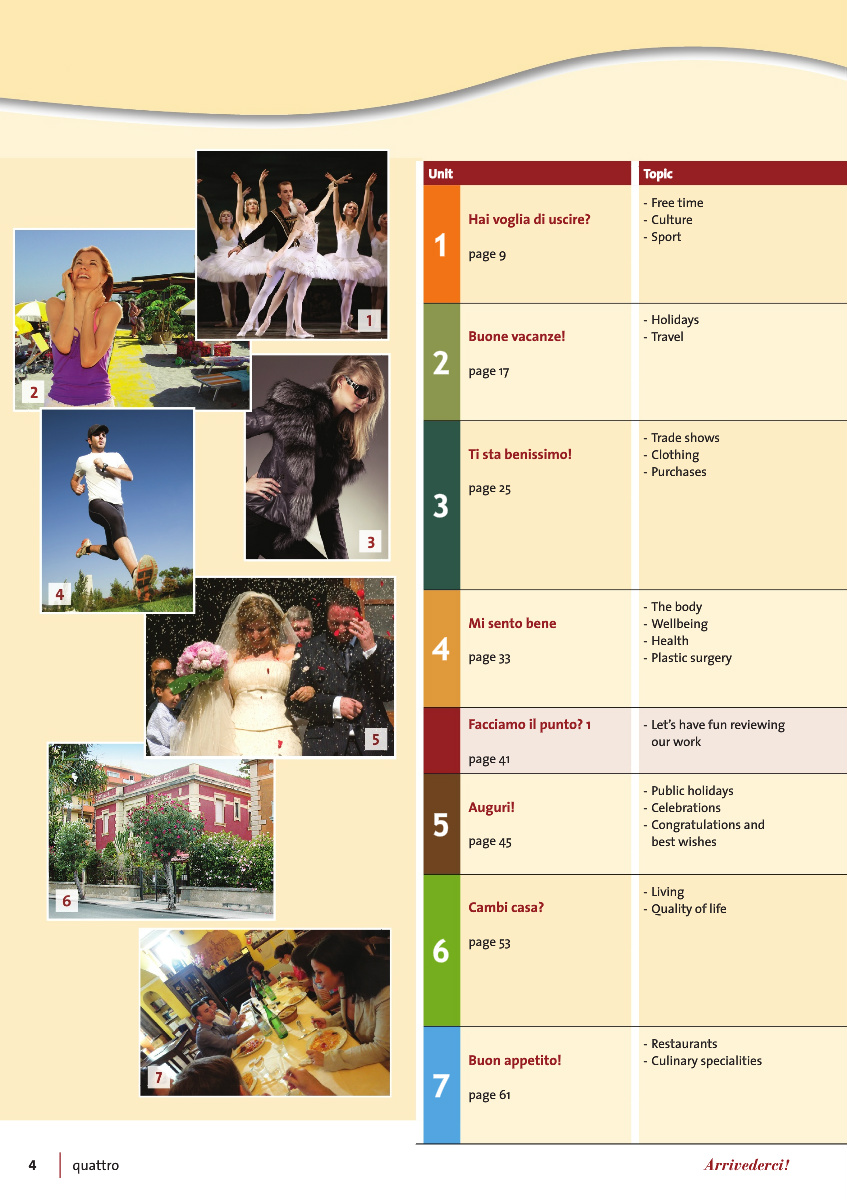 1
2
3
4
5
6
7
Unit
Topic
1
Hai voglia di uscire?
page 9
- Free time
- Culture
- Sport
2
Buone vacanze!
page 17
- Holidays
- Travel
3
Ti sta benissimo!
page 25
- Trade shows
- Clothing
- Purchases
4
Mi sento bene
page 33
- The body
- Wellbeing
- Health
- Plastic surgery
Facciamo il punto? 1
page 41
- Let's have fun reviewing
our work
5
Auguri!
page 45
- Public holidays
- Celebrations
- Congratulations and
best wishes
6
Cambi casa?
page 53
- Living
- Quality of life
7
Buon appetito!
page 61
- Restaurants
- Culinary specialities
4
quattro
Arrivederci!